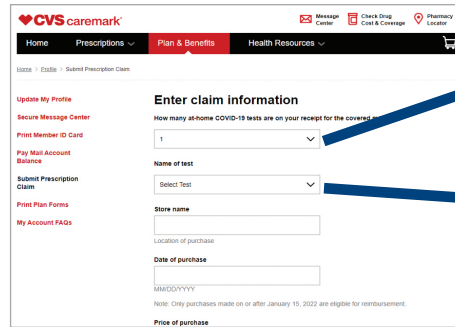 CVS caremark®
Message Center
Check Drug Cost & Coverage
Pharmacy Locator
Home
Prescriptions
Plan & Benefits
Health Resources
Home > Profile > Submit Prescription Claim
Update My Profile
Secure Message Center
Print Member ID Card
Pay Mail Account
Balance
Submit Prescription
Claim
Print Plan Forms
My Account FAQs
Enter claim information
How many at-home COVID-19 tests are on your receipt for the covered
1
Name of test
Select Test
Store name
Location of purchase
Date of purchase
MM/DD/YYYY
Note: Only purchases made on or after January 15, 2022 are eligible for reimbursement.
Price of purchase